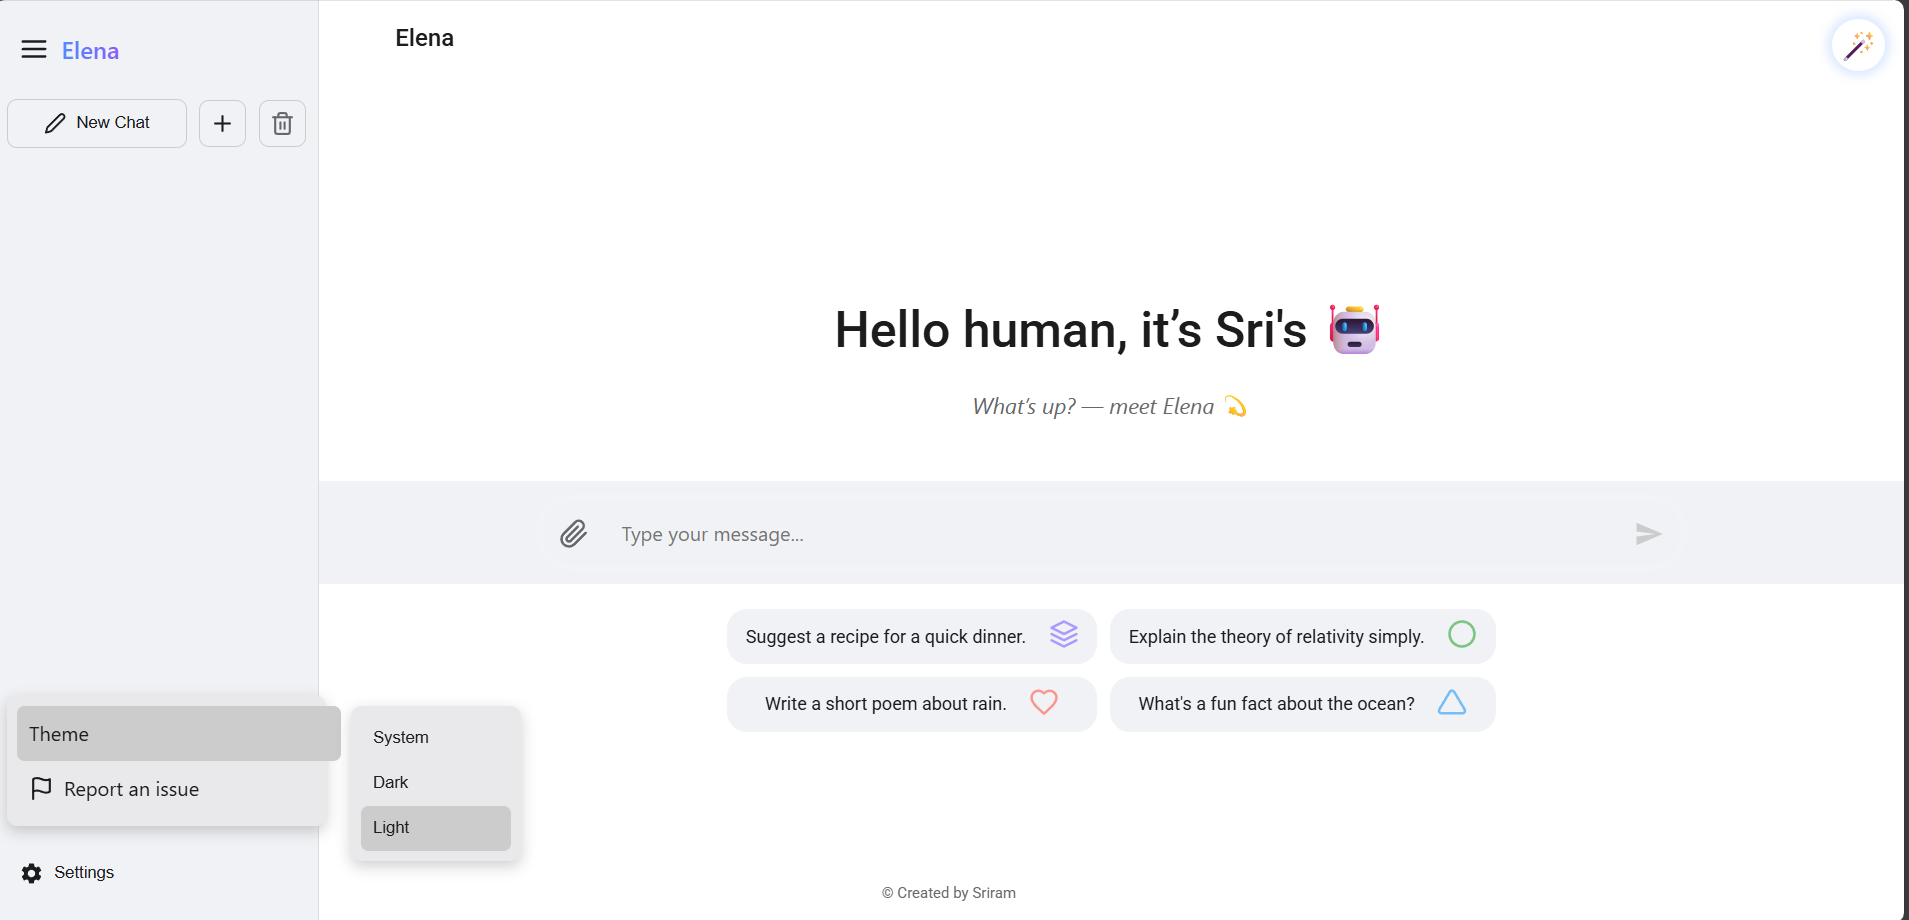 Elena
New Chat
Theme
Report an issue
Settings
System
Dark
Light
Elena
Hello human, it’s Sri's
What’s up? — meet Elena
Type your message...
Suggest a recipe for a quick dinner.
Explain the theory of relativity simply.
Write a short poem about rain.
What's a fun fact about the ocean?
© Created by Sriram